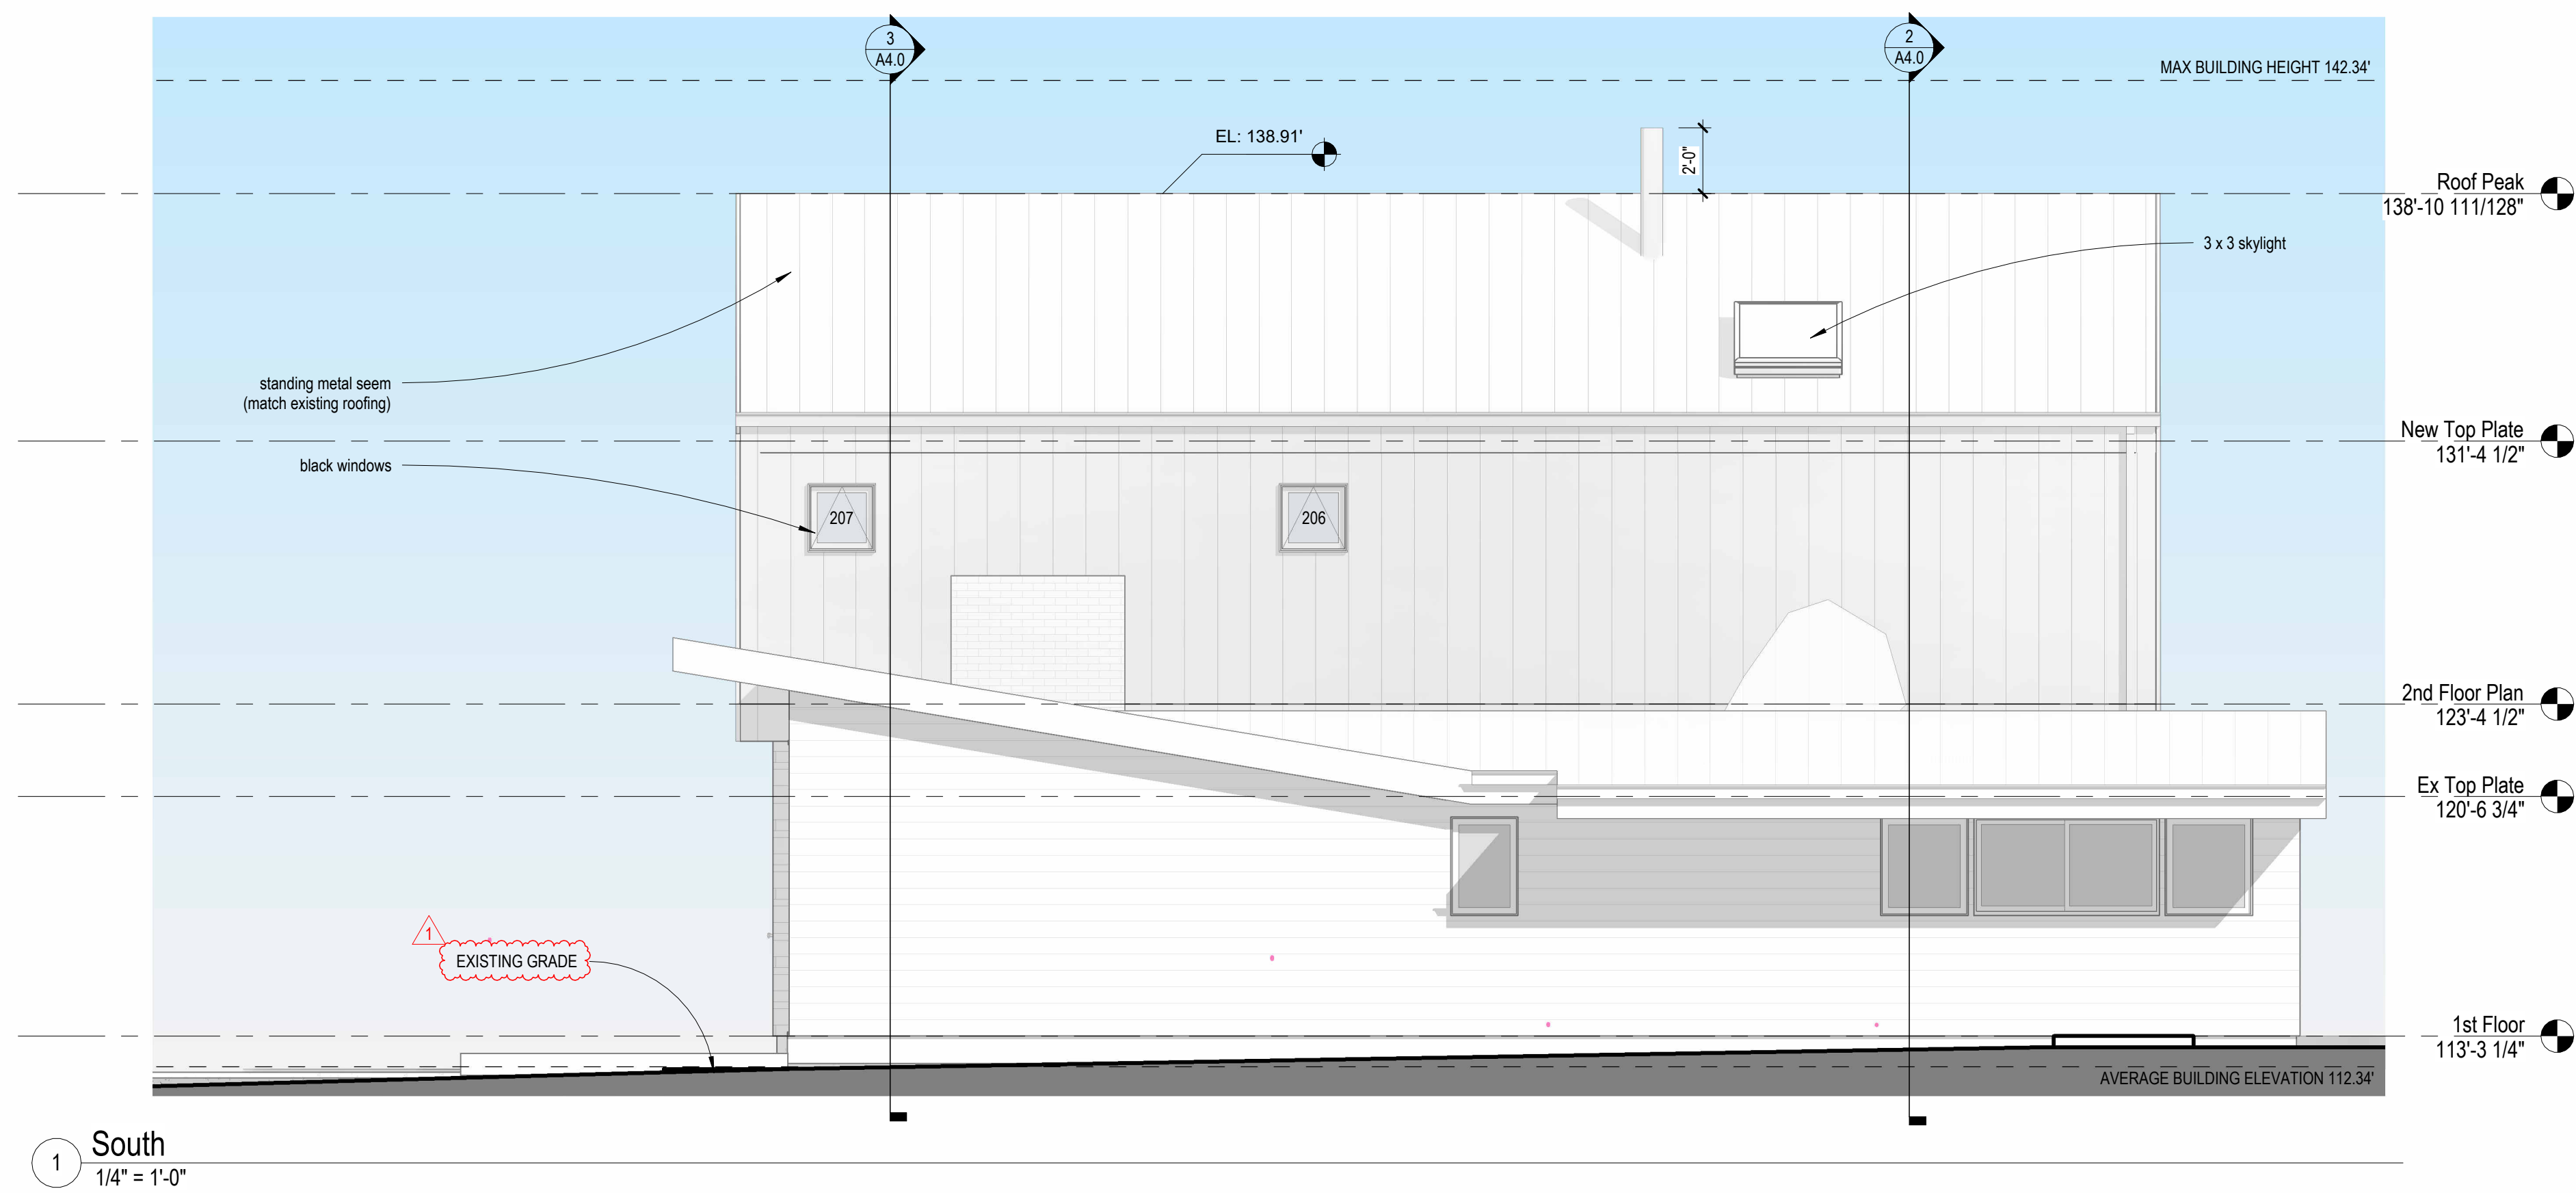 3
A4.0
2
A4.0
MAX BUILDING HEIGHT 142.34'
EL: 138.91'
2'-0"
Roof Peak
138'-10 111/128"
3 x 3 skylight
standing metal seem
(match existing roofing)
New Top Plate
131'-4 1/2"
black windows
207
206
2nd Floor Plan
123'-4 1/2"
Ex Top Plate
120'-6 3/4"
1
EXISTING GRADE
1st Floor
113'-3 1/4"
AVERAGE BUILDING ELEVATION 112.34'
1
South
1/4" = 1'-0"